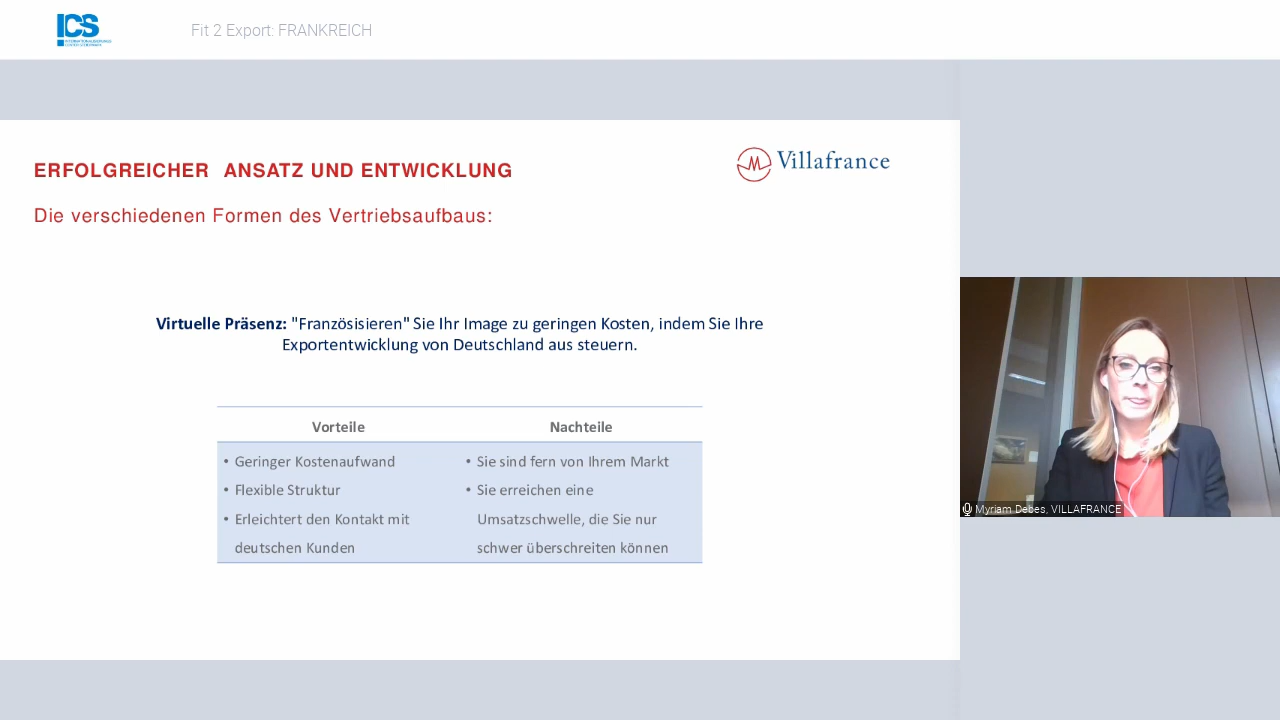 ICS
Fit 2 Export: FRANKREICH
ERFOLGREICHER ANSATZ UND ENTWICKLUNG
Villafrance
Die verschiedenen Formen des Vertriebsaufbaus:
Virtuelle Präsenz: "Französisieren" Sie Ihr Image zu geringen Kosten, indem Sie Ihre
Exportentwicklung von Deutschland aus steuern.
Vorteile
• Geringer Kostenaufwand
• Flexible Struktur
• Erleichtert den Kontakt mit
deutschen Kunden
Nachteile
• Sie sind fern von Ihrem Markt
• Sie erreichen eine
Umsatzschwelle, die Sie nur
schwer überschreiten können
Myriam Debes, VILLAFRANCE